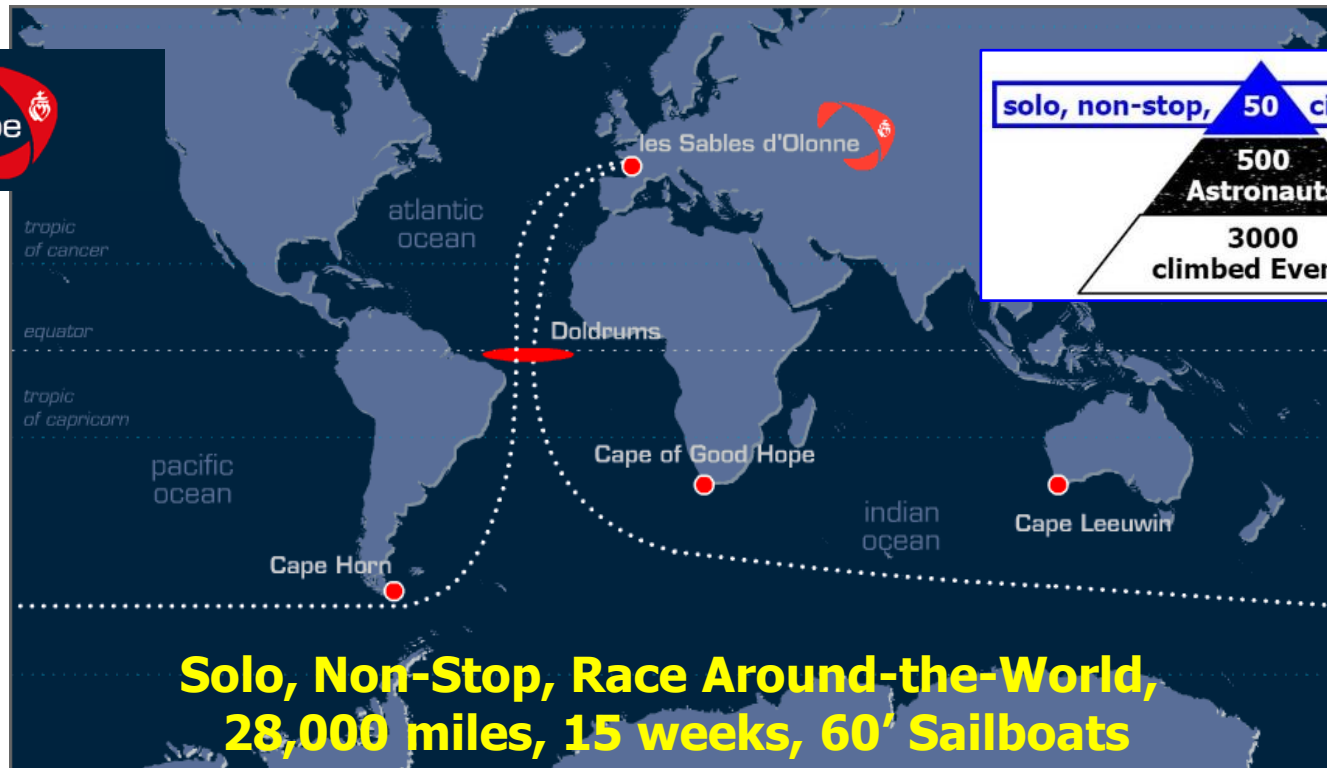 solo, non-stop,
50
500
3000
les Sables d'Olonne
atlantic
ocean
tropic
of cancer
equator
Doldrums
tropic
of capricorn
pacific
ocean
Cape of Good Hope
indian
ocean
Cape Leeuwin
Cape Horn
climbed
Solo, Non-Stop, Race Around-the-World,
28,000 miles, 15 weeks, 60’ Sailboats